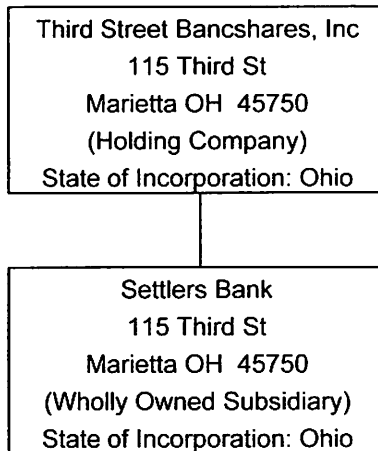 Third Street Bancshares, Inc
115 Third St
Marietta OH 45750
(Holding Company)
State of Incorporation: Ohio
Settlers Bank
115 Third St
Marietta OH 45750
(Wholly Owned Subsidiary)
State of Incorporation: Ohio